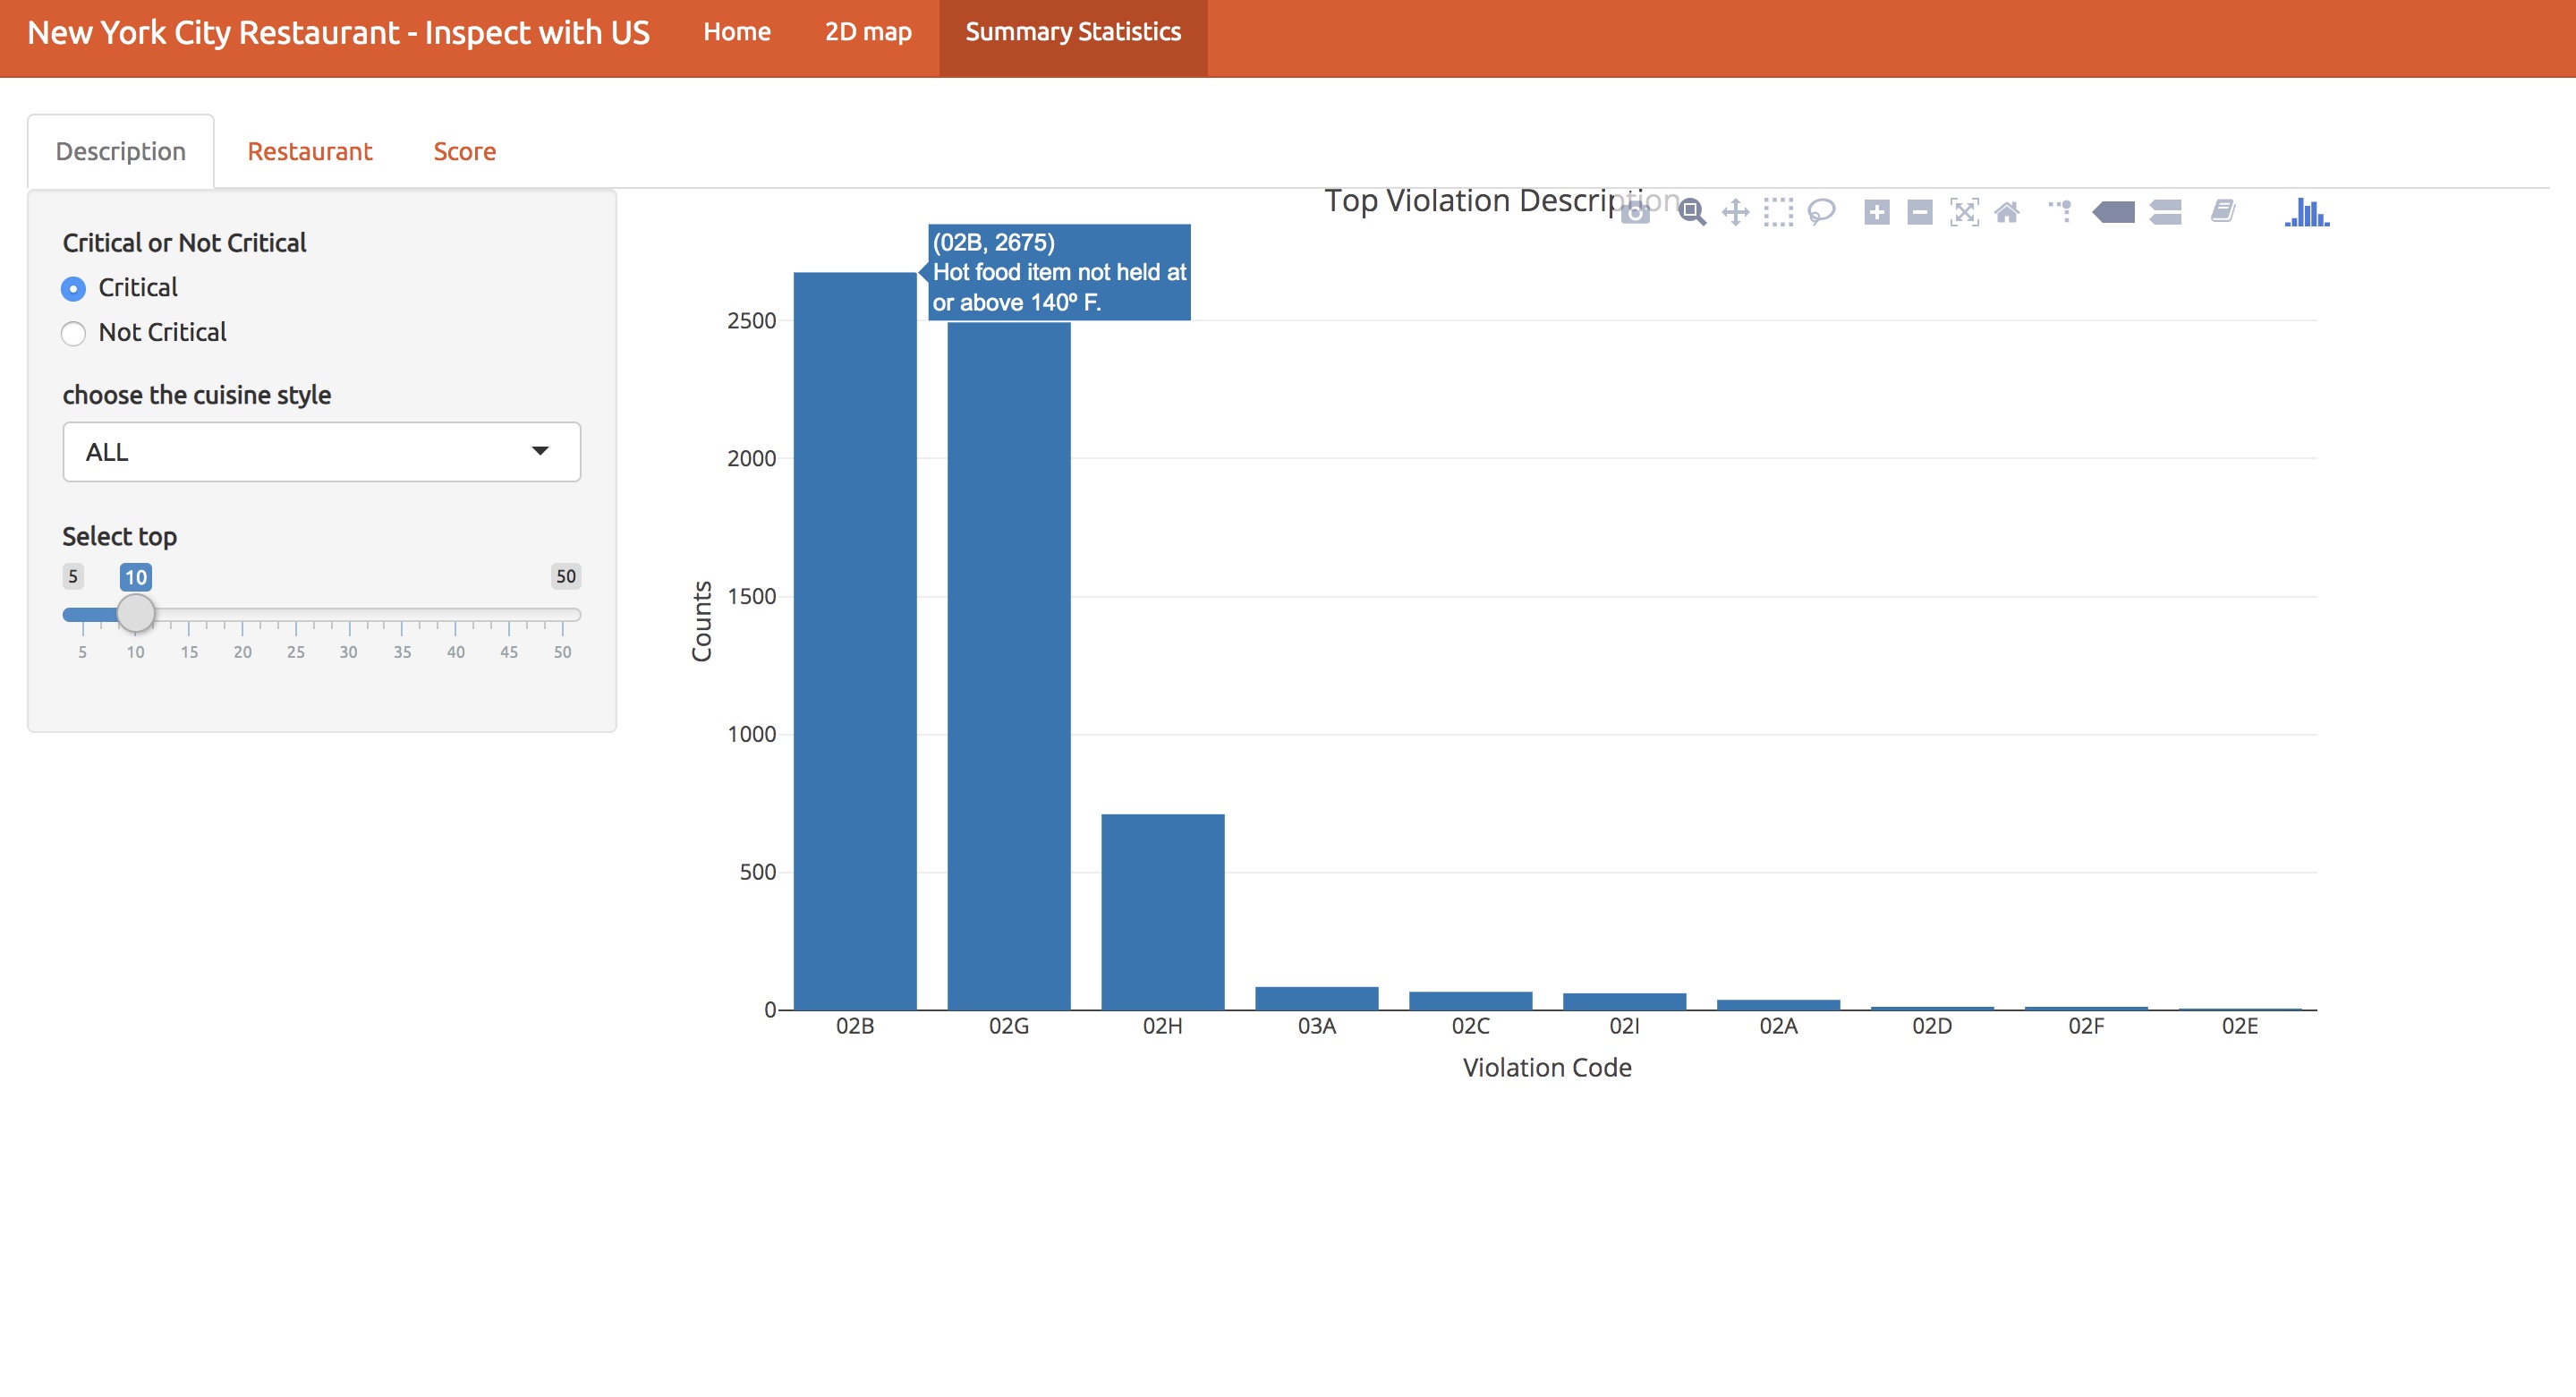 New York City Restaurant - Inspect with US Home 2D map Summary Statistics
Description Restaurant Score
Critical or Not Critical
Critical
Not Critical
choose the cuisine style
ALL
Select top
5 10 50
5 10 15 20 25 30 35 40 45 50
Top Violation Description
(02B, 2675)
Hot food item not held at
or above 140º F.
2500
2000
1500
1000
500
0
Counts
02B 02G 02H 03A 02C 02I 02A 02D 02F 02E
Violation Code